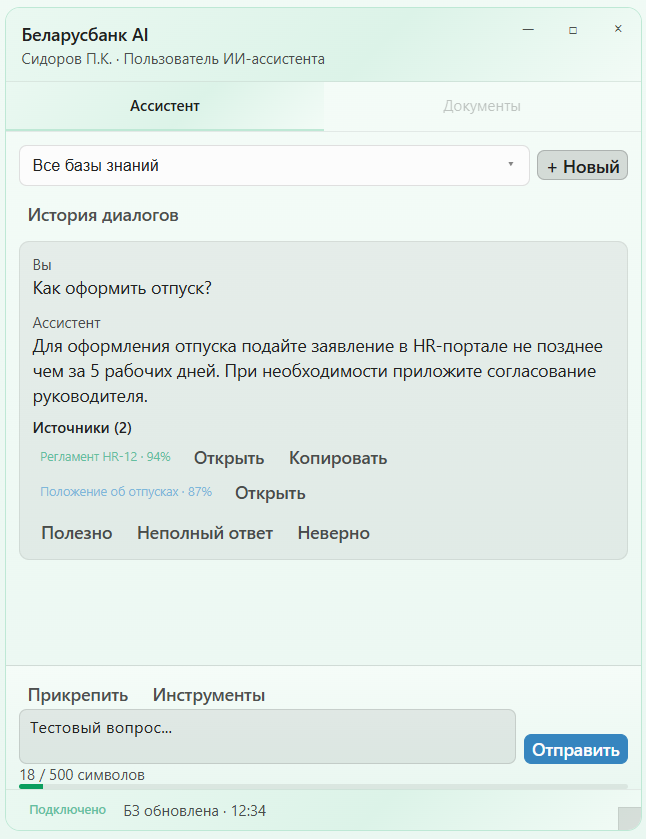 Беларусбанк AI
Сидоров П.К. · Пользователь ИИ-ассистента
Ассистент
Документы
Все базы знаний
+ Новый
История диалогов
Вы
Как оформить отпуск?
Ассистент
Для оформления отпуска подайте заявление в HR-портале не позднее
чем за 5 рабочих дней. При необходимости приложите согласование
руководителя.
Источники (2)
Регламент HR-12 · 94% Открыть Копировать
Положение об отпусках · 87% Открыть
Полезно Неполный ответ Неверно
Прикрепить Инструменты
Тестовый вопрос...
Отправить
18 / 500 символов
Подключено БЗ обновлена · 12:34